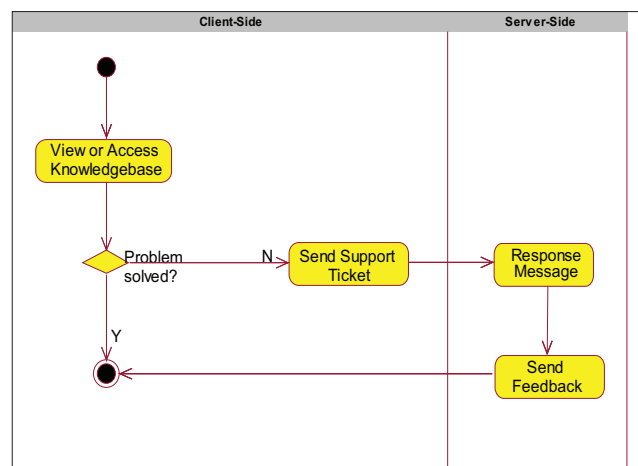 Client-Side
Server-Side
View or Access
Knowledgebase
Problem
solved?
N
Send Support
Ticket
Response
Message
Y
Send
Feedback